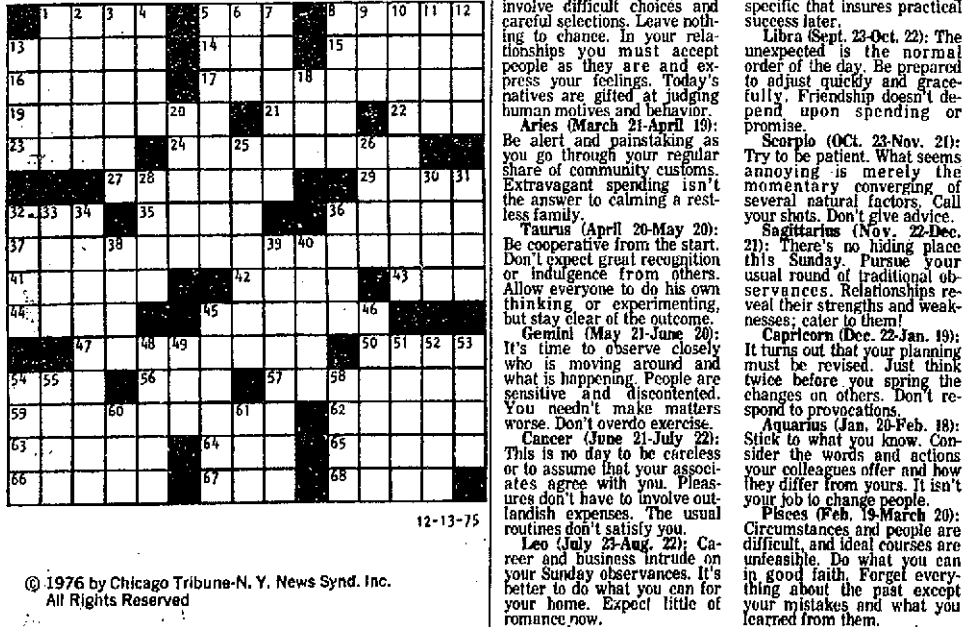 1 2 3 4 5 6 7 8 9 10 11 12
13 14 15
16 17 18
19 20 21 22
23 24 25 26
27 28 29 30 31
32 33 34 35 36
37 38 39 40
41 42 43
44 45 46
47 48 49 50 51 52 53
54 55 56 57 58
59 60 61 62
63 64 65
66 67 68
12-13-75
© 1976 by Chicago Tribune-N. Y. News Synd. Inc.
All Rights Reserved
involve difficult choices and
careful selections. Leave noth-
ing to chance. In your rela-
tionships you must accept
people as they are and ex-
press your feelings. Today's
natives are gifted at judging
human motives and behavior.
Aries (March 21-April 19):
Be alert and painstaking as
you go through your regular
share of community customs.
Extravagant spending isn't
the answer to calming a rest-
less family.
Taurus (April 20-May 20):
Be cooperative from the start.
Don't expect great recognition
or indulgence from others.
Allow everyone to do his own
thinking or experimenting,
but stay clear of the outcome.
Gemini (May 21-June 20):
It's time to observe closely
who is moving around and
what is happening. People are
sensitive and discontented.
You needn't make matters
worse. Don't overdo exercise.
Cancer (June 21-July 22):
This is no day to be careless
or to assume that your associ-
ates agree with you. Pleas-
ures don't have to involve out-
landish expenses. The usual
routines don't satisfy you.
Leo (July 23-Aug. 22): Ca-
reer and business intrude on
your Sunday observances. It's
better to do what you can for
your home. Expect little of
romance now.
specific that insures practical
success later.
Libra (Sept. 23-Oct. 22): The
unexpected is the normal
order of the day. Be prepared
to adjust quickly and grace-
fully. Friendship doesn't de-
pend upon spending or
promise.
Scorpio (OCt. 23-Nov. 21):
Try to be patient. What seems
annoying is merely the
momentary converging of
several natural factors. Call
your shots. Don't give advice.
Sagittarius (Nov. 22-Dec.
21): There's no hiding place
this Sunday. Pursue your
usual round of traditional ob-
servances. Relationships re-
veal their strengths and weak-
nesses; cater to them!
Capricorn (Dec. 22-Jan. 19):
It turns out that your planning
must be revised. Just think
twice before you spring the
changes on others. Don't re-
spond to provocations.
Aquarius (Jan. 20-Feb. 18):
Stick to what you know. Con-
sider the words and actions
your colleagues offer and how
they differ from yours. It isn't
your job to change people.
Pisces (Feb. 19-March 20):
Circumstances and people are
difficult, and ideal courses are
unfeasible. Do what you can
in good faith. Forget every-
thing about the past except
your mistakes and what you
learned from them.